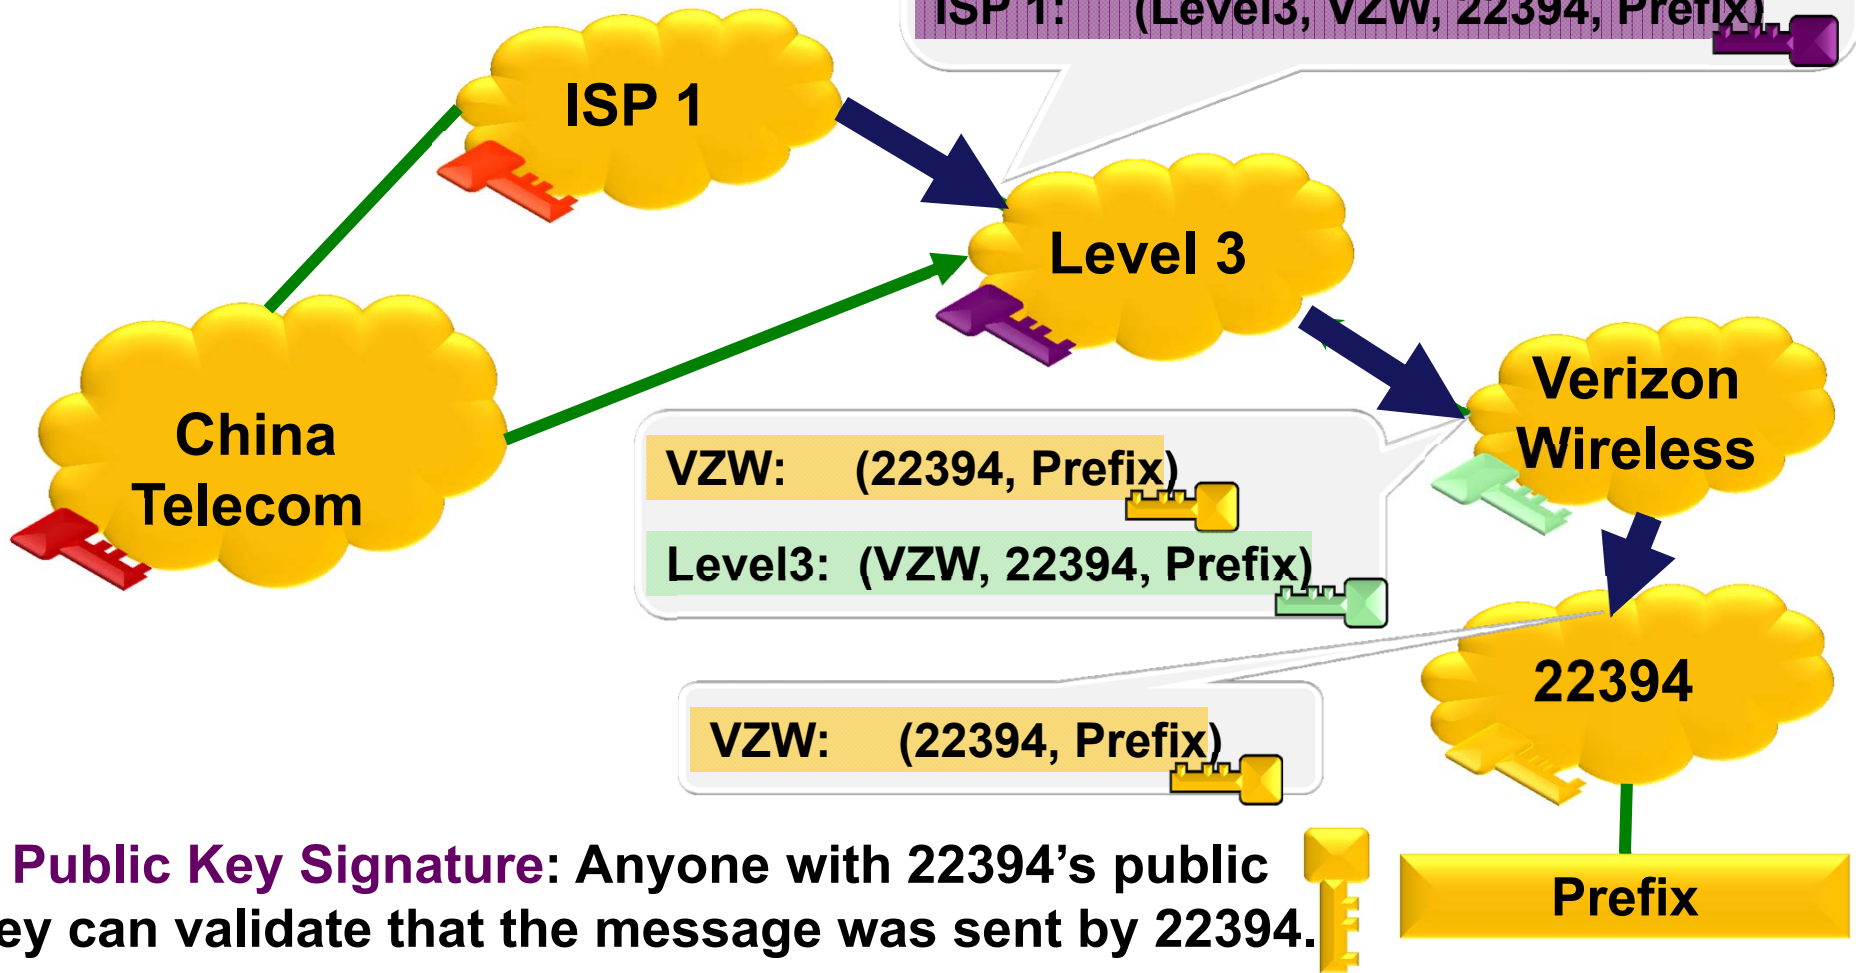 ISP 1: (Level3, VZW, 22394, Prefix)
ISP 1
Level 3
China
Telecom
Verizon
Wireless
VZW: (22394, Prefix)
Level3: (VZW, 22394, Prefix)
22394
VZW: (22394, Prefix)
Public Key Signature: Anyone with 22394’s public
ey can validate that the message was sent by 22394.
Prefix